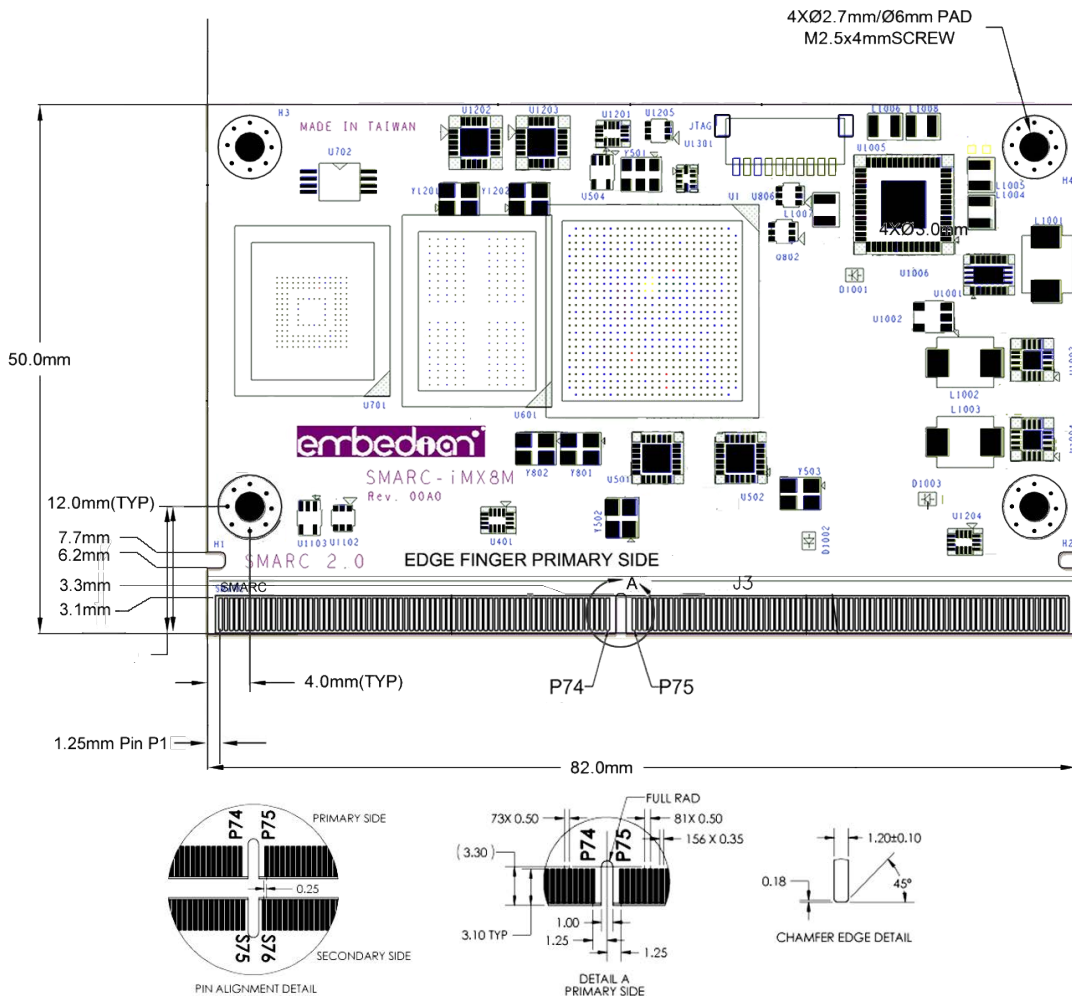 4XØ2.7mm/Ø6mm PAD
M2.5x4mmSCREW
H3
MADE IN TAIWAN
U1202
U1203
U1201
U1205
JTAG
U1301
L1006
L1008
U1005
U702
Y501
U504
Y1201
Y1202
U1
U806
L1007
L1005
L1004
H4
4XØ3.0mm
L1001
Q802
U1006
D1001
U1001
U1002
50.0mm
U1003
L1002
U701
U601
L1003
U1004
embedian
SMARC-iMX8M
Rev. 00A0
Y802
Y801
U501
U502
Y503
12.0mm(TYP)
D1003
7.7mm
H1
U1103
U1102
U401
Y502
D1002
U1204
H2
6.2mm
SMARC 2.0
EDGE FINGER PRIMARY SIDE
3.3mm
SMARC
A
J3
3.1mm
P74
P75
4.0mm(TYP)
1.25mm Pin P1
82.0mm
P74
P75
PRIMARY SIDE
0.25
S75
S76
SECONDARY SIDE
PIN ALIGNMENT DETAIL
FULL RAD
73X 0.50
P74
P75
81X 0.50
156 X 0.35
( 3.30 )
3.10 TYP
1.00
1.25
1.25
DETAIL A
PRIMARY SIDE
1.20±0.10
0.18
45°
CHAMFER EDGE DETAIL